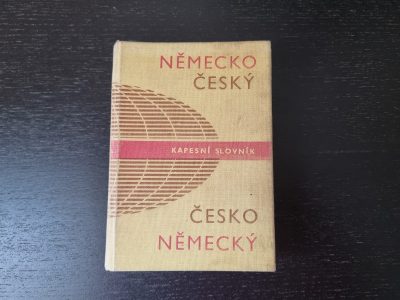 NĚMECKO
ČESKÝ
KAPESNÍ SLOVNÍK
ČESKO
NĚMECKÝ